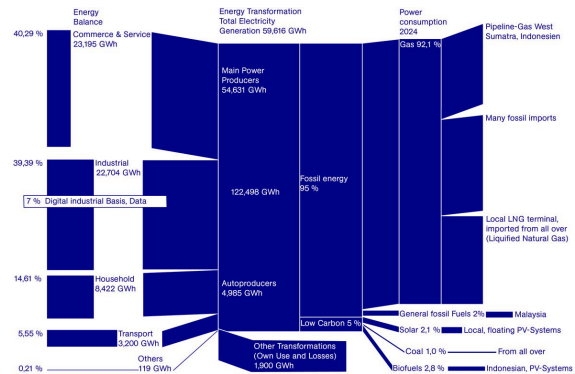 Energy
Balance
Energy Transformation
Total Electricity
Generation 59,616 GWh
Power
consumption
2024
40,29 %
Commerce & Service
23,195 GWh
Gas 92,1 %
Pipeline-Gas West
Sumatra, Indonesien
Main Power
Producers
54,631 GWh
Many fossil imports
39,39 %
Industrial
22,704 GWh
Fossil energy
95 %
122,498 GWh
7 % Digital industrial Basis, Data
Local LNG terminal,
imported from all over
(Liquified Natural Gas)
14,61 %
Household
8,422 GWh
Autoproducers
4,985 GWh
General fossil Fuels 2%
Malaysia
Low Carbon 5 %
Solar 2,1 %
Local, floating PV-Systems
5,55 %
Transport
3,200 GWh
Other Transformations
(Own Use and Losses)
1,900 GWh
Coal 1,0 %
From all over
0,21 %
Others
119 GWh
Biofuels 2,8 %
Indonesien, PV-Systems